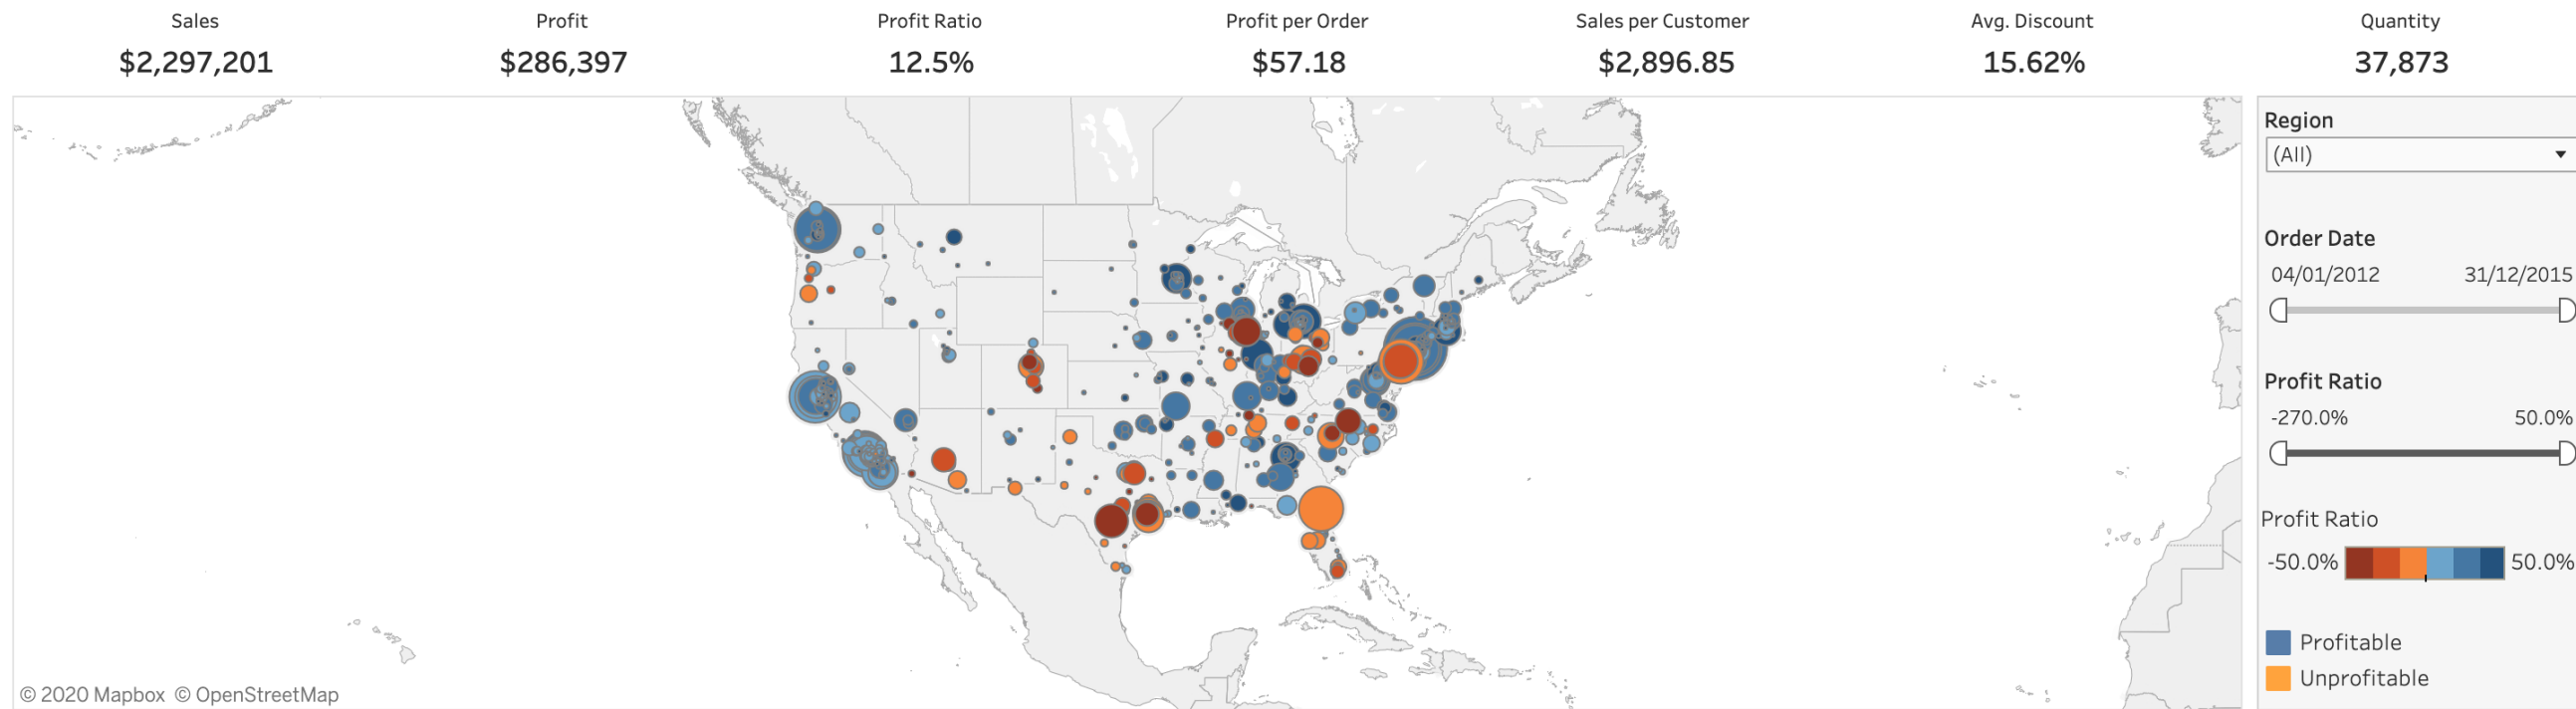 Sales Profit Profit Ratio Profit per Order Sales per Customer Avg. Discount Quantity
$2,297,201 $286,397 12.5% $57.18 $2,896.85 15.62% 37,873
Region
(All)
Order Date
04/01/2012 31/12/2015
Profit Ratio
-270.0% 50.0%
Profit Ratio
-50.0% 50.0%
Profitable
Unprofitable
© 2020 Mapbox © OpenStreetMap